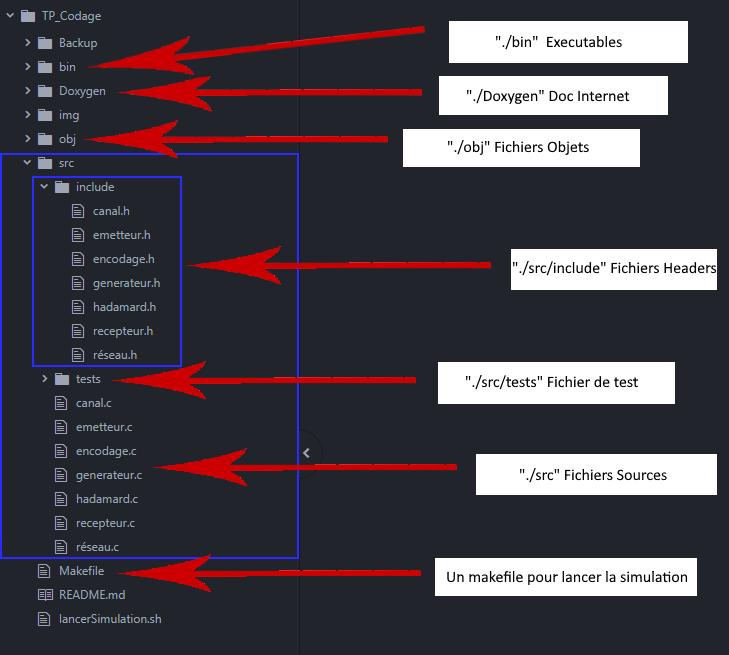 TP_Codage
Backup
"./bin" Executables
bin
Doxygen
"./Doxygen" Doc Internet
img
obj
"./obj" Fichiers Objets
src
include
canal.h
emetteur.h
encodage.h
"./src/include" Fichiers Headers
generateur.h
hadamard.h
recepteur.h
réseau.h
tests
"./src/tests" Fichier de test
canal.c
emetteur.c
encodage.c
generateur.c
"./src" Fichiers Sources
hadamard.c
recepteur.c
réseau.c
Makefile
Un makefile pour lancer la simulation
README.md
lancerSimulation.sh